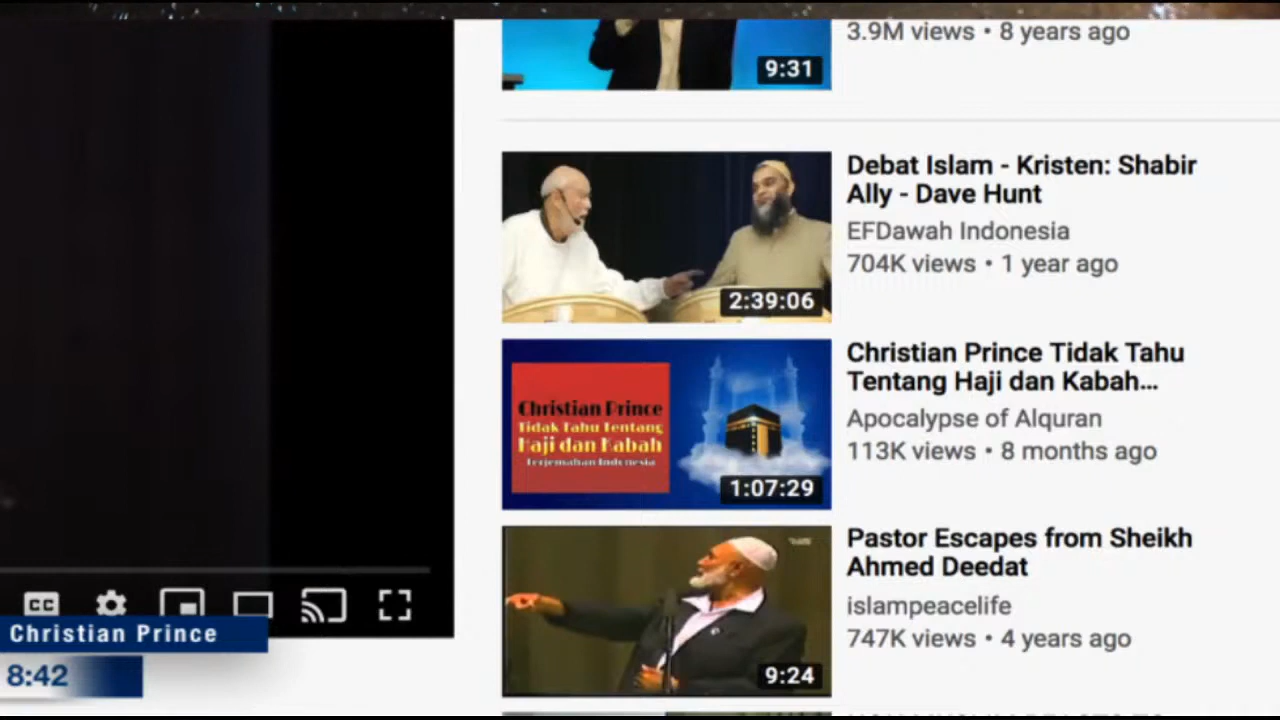 3.9M views • 8 years ago
9:31
Debat Islam - Kristen: Shabir
Ally - Dave Hunt
EFDawah Indonesia
704K views • 1 year ago
2:39:06
Christian Prince Tidak Tahu
Tentang Haji dan Kabah...
Apocalypse of Alquran
113K views • 8 months ago
Christian Prince
Tidak Tahu Tentang
Haji dan Kabah
Terjemahan Indonesia
1:07:29
Pastor Escapes from Sheikh
Ahmed Deedat
islampeacelife
747K views • 4 years ago
9:24
CC
Christian Prince
8:42